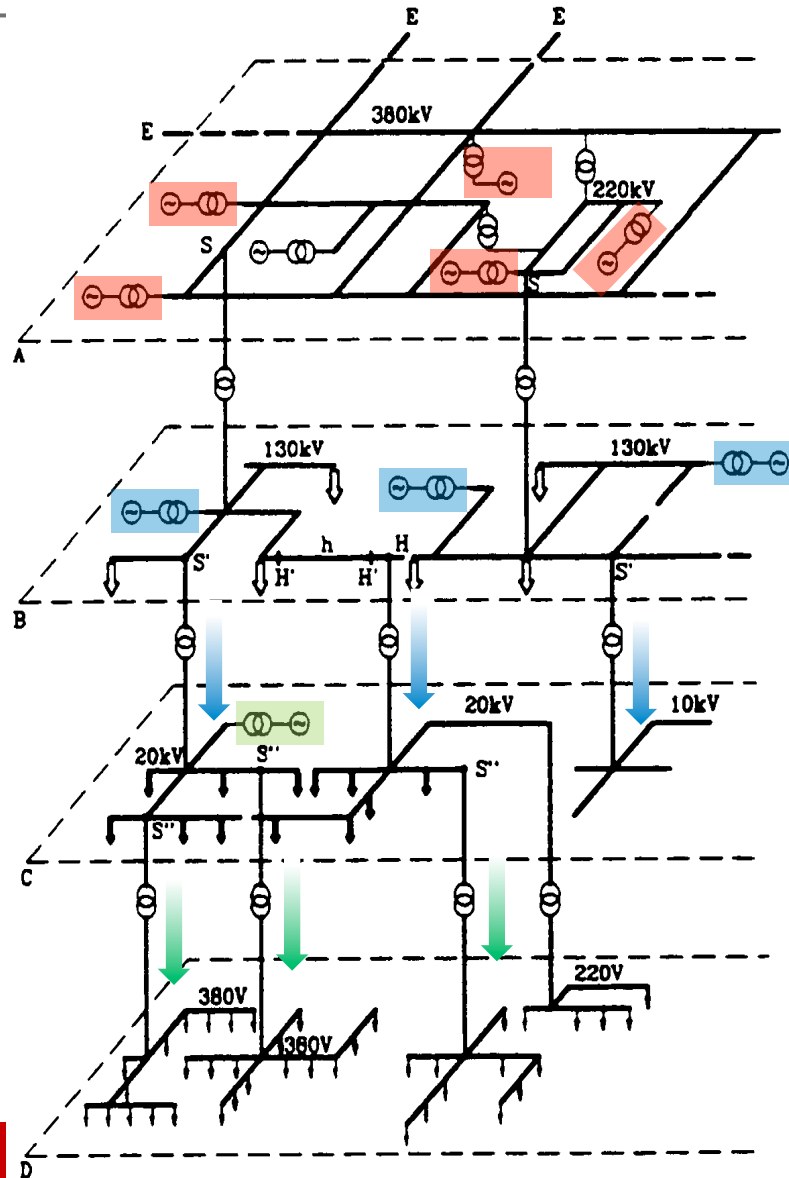 E E
380kV
E
220kV
S
S
A
130kV 130kV
h H
S' H' H' S'
B
20kV 10kV
20kV S''
S''
S''
C
220V
380V
380V
D